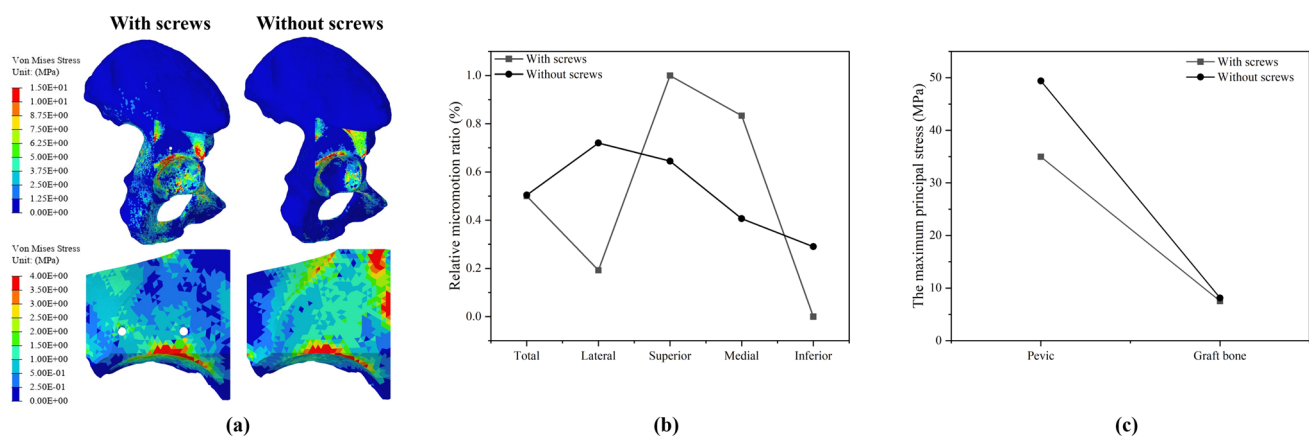 With screws
Without screws
Von Mises Stress
Unit: (MPa)
1.50E+01
1.00E+01
8.75E+00
7.50E+00
6.25E+00
5.00E+00
3.75E+00
2.50E+00
1.25E+00
0.00E+00
Von Mises Stress
Unit: (MPa)
4.00E+00
3.50E+00
3.00E+00
2.50E+00
2.00E+00
1.50E+00
1.00E+00
5.00E-01
2.50E-01
0.00E+00
(a)
Relative micromotion ratio (%)
With screws
Without screws
1.0
0.8
0.6
0.4
0.2
0.0
Total
Lateral
Superior
Medial
Inferior
(b)
The maximum principal stress (MPa)
With screws
Without screws
50
40
30
20
10
0
Pevic
Graft bone
(c)